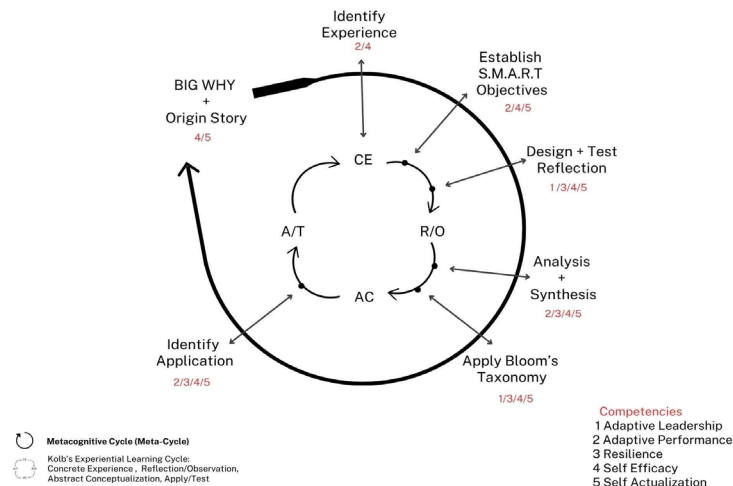 Identify
Experience
2/4
Establish
S.M.A.R.T
Objectives
2/4/5
BIG WHY
+
Origin Story
4/5
Design + Test
Reflection
1/3/4/5
CE
A/T
R/O
AC
Analysis
+
Synthesis
2/3/4/5
Identify
Application
2/3/4/5
Apply Bloom's
Taxonomy
1/3/4/5
Competencies
1 Adaptive Leadership
2 Adaptive Performance
3 Resilience
4 Self Efficacy
5 Self Actualization
Metacognitive Cycle (Meta-Cycle)
Kolb's Experiential Learning Cycle:
Concrete Experience , Reflection/Observation,
Abstract Conceptualization, Apply/Test